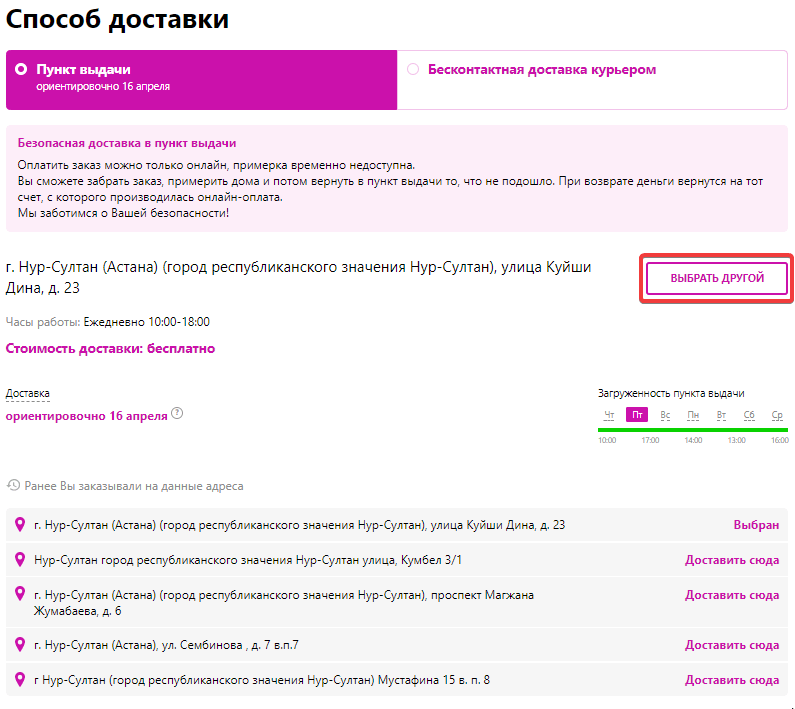 Способ доставки
Пункт выдачи
ориентировочно 16 апреля
Бесконтактная доставка курьером
Безопасная доставка в пункт выдачи
Оплатить заказ можно только онлайн, примерка временно недоступна.
Вы сможете забрать заказ, примерить дома и потом вернуть в пункт выдачи то, что не подошло. При возврате деньги вернутся на тот
счет, с которого производилась онлайн-оплата.
Мы заботимся о Вашей безопасности!
г. Нур-Султан (Астана) (город республиканского значения Нур-Султан), улица Куйши
Дина, д. 23
ВЫБРАТЬ ДРУГОЙ
Часы работы: Ежедневно 10:00-18:00
Стоимость доставки: бесплатно
Доставка
ориентировочно 16 апреля ?
Загруженность пункта выдачи
Чт Пт Вс Пн Вт Сб Ср
10:00 17:00 14:00 13:00 16:00
Ранее Вы заказывали на данные адреса
г. Нур-Султан (Астана) (город республиканского значения Нур-Султан), улица Куйши Дина, д. 23 Выбран
Нур-Султан город республиканского значения Нур-Султан улица, Кумбел 3/1 Доставить сюда
г. Нур-Султан (Астана) (город республиканского значения Нур-Султан), проспект Магжана Доставить сюда
Жумабаева, д. 6
г. Нур-Султан (Астана), ул. Сембинова , д. 7 в.п.7 Доставить сюда
г Нур-Султан (город республиканского значения Нур-Султан) Мустафина 15 в. п. 8 Доставить сюда